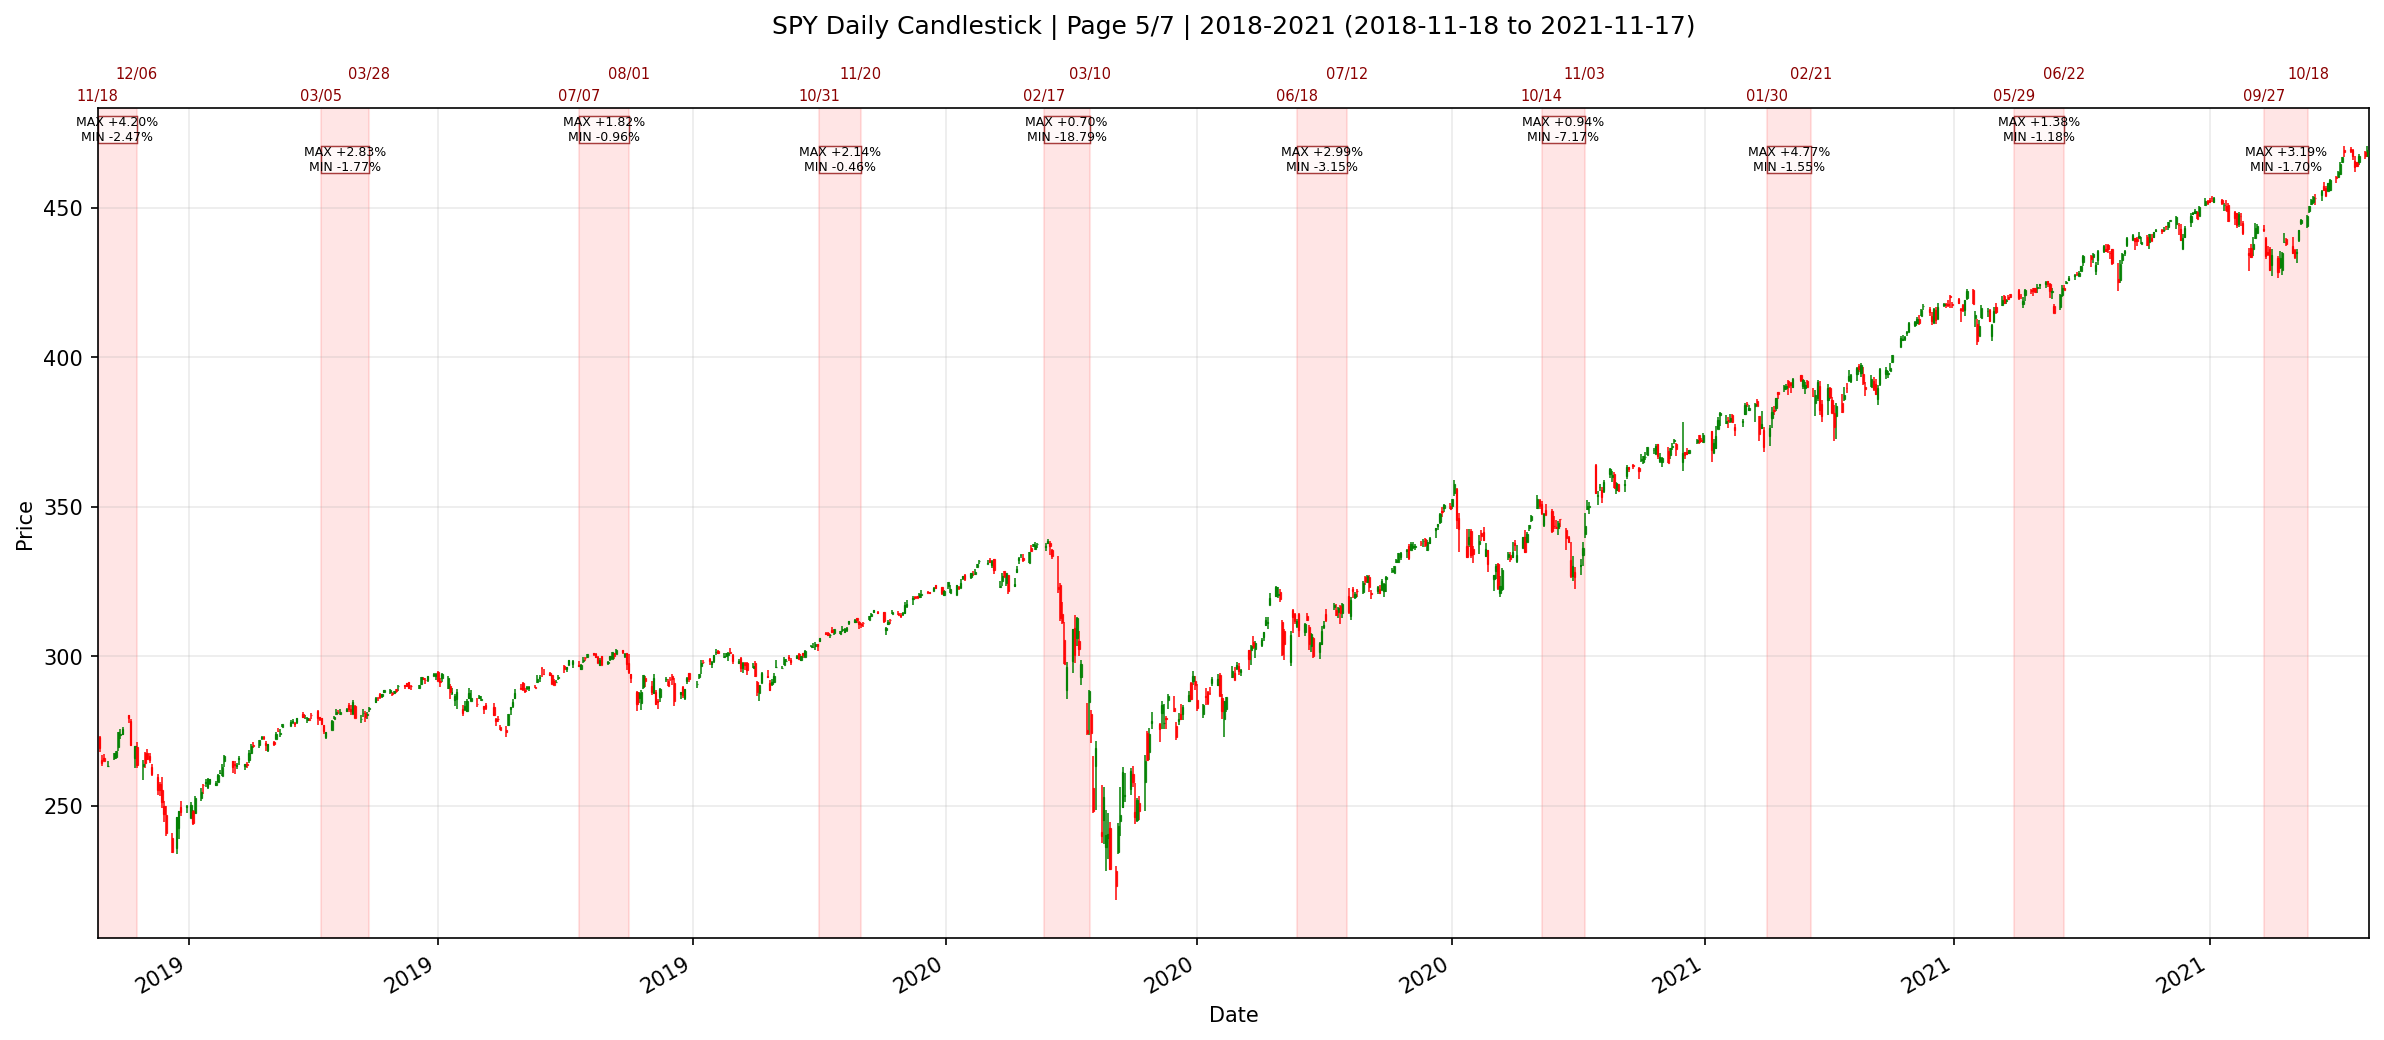 SPY Daily Candlestick | Page 5/7 | 2018-2021 (2018-11-18 to 2021-11-17)
12/06 03/28 08/01 11/20 03/10 07/12 11/03 02/21 06/22 10/18
11/18 03/05 07/07 10/31 02/17 06/18 10/14 01/30 05/29 09/27
MAX +4.20% MAX +1.82% MAX +0.70% MAX +0.94% MAX +1.38%
MIN -2.47% MIN -0.96% MIN -18.79% MIN -7.17% MIN -1.18%
MAX +2.83% MAX +2.14% MAX +2.99% MAX +4.77% MAX +3.19%
MIN -1.77% MIN -0.46% MIN -3.15% MIN -1.55% MIN -1.70%
450
400
350
300
250
Price
2019 2019 2019 2020 2020 2020 2021 2021 2021
Date